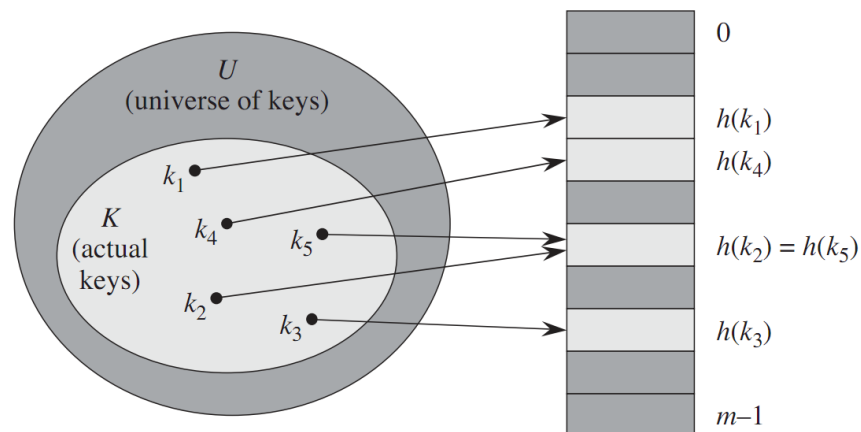 U
(universe of keys)
K
(actual
keys)
k₁
k₄
k₅
k₂
k₃
0
h(k₁)
h(k₄)
h(k₂) = h(k₅)
h(k₃)
m–1